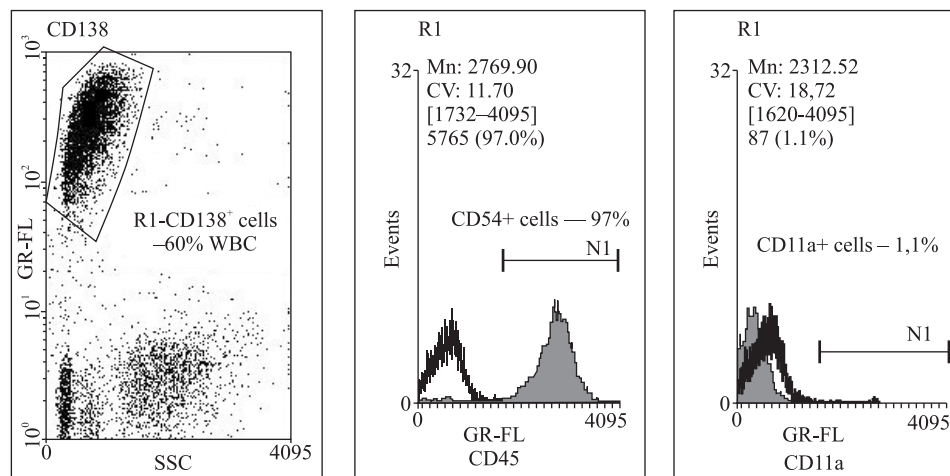 CD138
10³
10²
10¹
10⁰
GR-FL
R1-CD138⁺ cells
–60% WBC
4095
SSC
R1
32
Mn: 2769.90
CV: 11.70
[1732–4095]
5765 (97.0%)
CD54+ cells — 97%
N1
Events
0
0
4095
GR-FL
CD45
R1
32
Mn: 2312.52
CV: 18,72
[1620-4095]
87 (1.1%)
CD11a+ cells – 1,1%
N1
Events
0
0
4095
GR-FL
CD11a